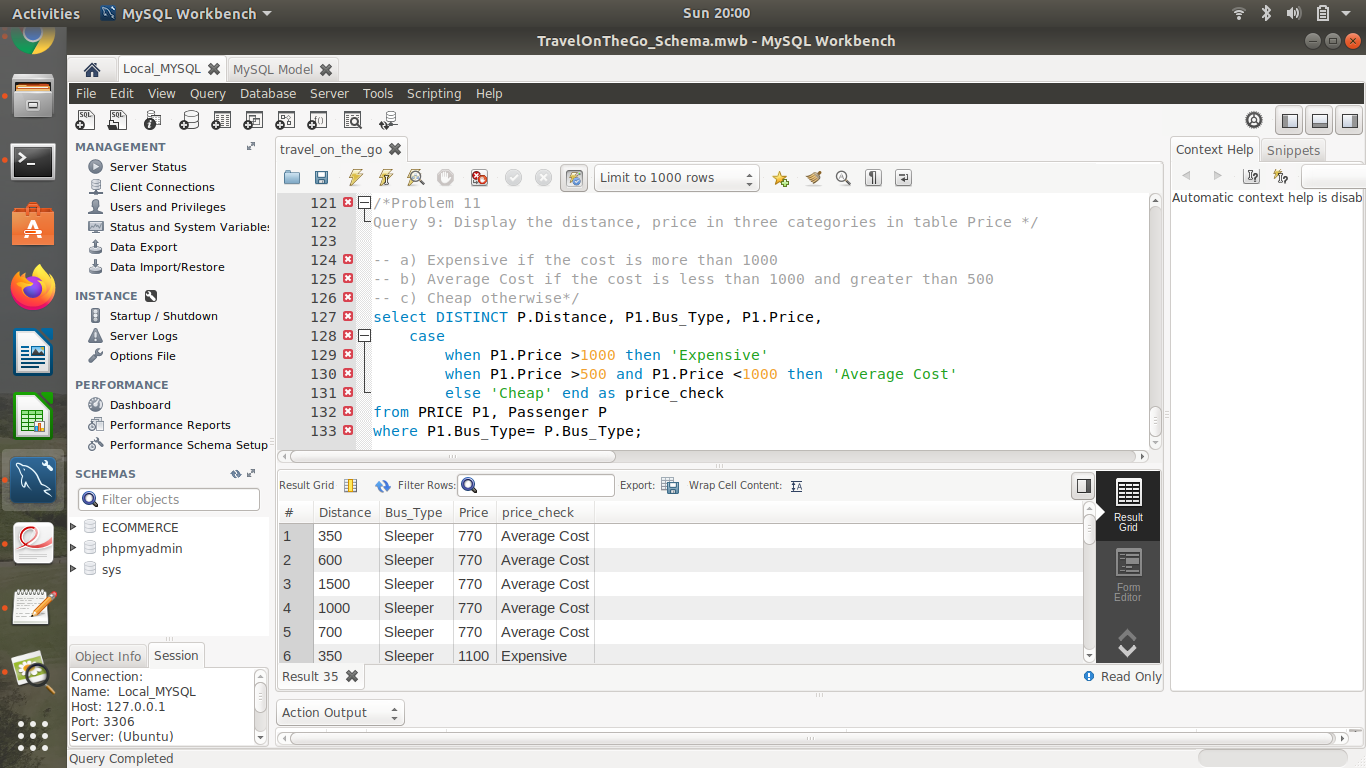 Activities MySQL Workbench Sun 20:00
TravelOnTheGo_Schema.mwb - MySQL Workbench
Local_MYSQL MySQL Model
File Edit View Query Database Server Tools Scripting Help
MANAGEMENT
Server Status
Client Connections
Users and Privileges
Status and System Variables
Data Export
Data Import/Restore
INSTANCE
Startup / Shutdown
Server Logs
Options File
PERFORMANCE
Dashboard
Performance Reports
Performance Schema Setup
SCHEMAS
Filter objects
ECOMMERCE
phpmyadmin
sys
Object Info Session
Connection:
Name: Local_MYSQL
Host: 127.0.0.1
Port: 3306
Server: (Ubuntu)
Query Completed
travel_on_the_go
Limit to 1000 rows
121 /*Problem 11
122 Query 9: Display the distance, price in three categories in table Price */
123
124 -- a) Expensive if the cost is more than 1000
125 -- b) Average Cost if the cost is less than 1000 and greater than 500
126 -- c) Cheap otherwise*/
127 select DISTINCT P.Distance, P1.Bus_Type, P1.Price,
128 case
129 when P1.Price >1000 then 'Expensive'
130 when P1.Price >500 and P1.Price <1000 then 'Average Cost'
131 else 'Cheap' end as price_check
132 from PRICE P1, Passenger P
133 where P1.Bus_Type= P.Bus_Type;
Result Grid Filter Rows: Export: Wrap Cell Content:
# Distance Bus_Type Price price_check
1 350 Sleeper 770 Average Cost
2 600 Sleeper 770 Average Cost
3 1500 Sleeper 770 Average Cost
4 1000 Sleeper 770 Average Cost
5 700 Sleeper 770 Average Cost
6 350 Sleeper 1100 Expensive
Result
Grid
Form
Editor
Result 35 Read Only
Action Output
Context Help Snippets
Automatic context help is disab